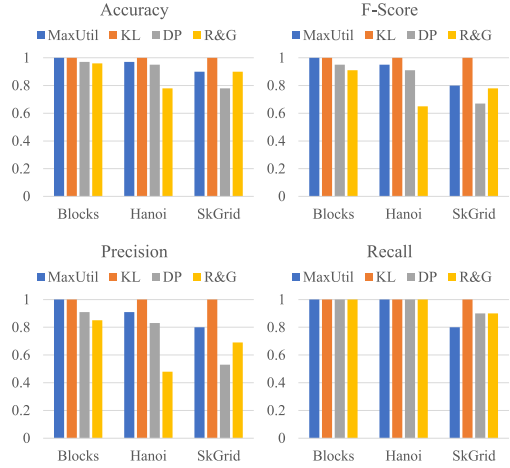 Accuracy
MaxUtil KL DP R&G
1
0.8
0.6
0.4
0.2
0
Blocks Hanoi SkGrid
F-Score
MaxUtil KL DP R&G
1
0.8
0.6
0.4
0.2
0
Blocks Hanoi SkGrid
Precision
MaxUtil KL DP R&G
1
0.8
0.6
0.4
0.2
0
Blocks Hanoi SkGrid
Recall
MaxUtil KL DP R&G
1
0.8
0.6
0.4
0.2
0
Blocks Hanoi SkGrid